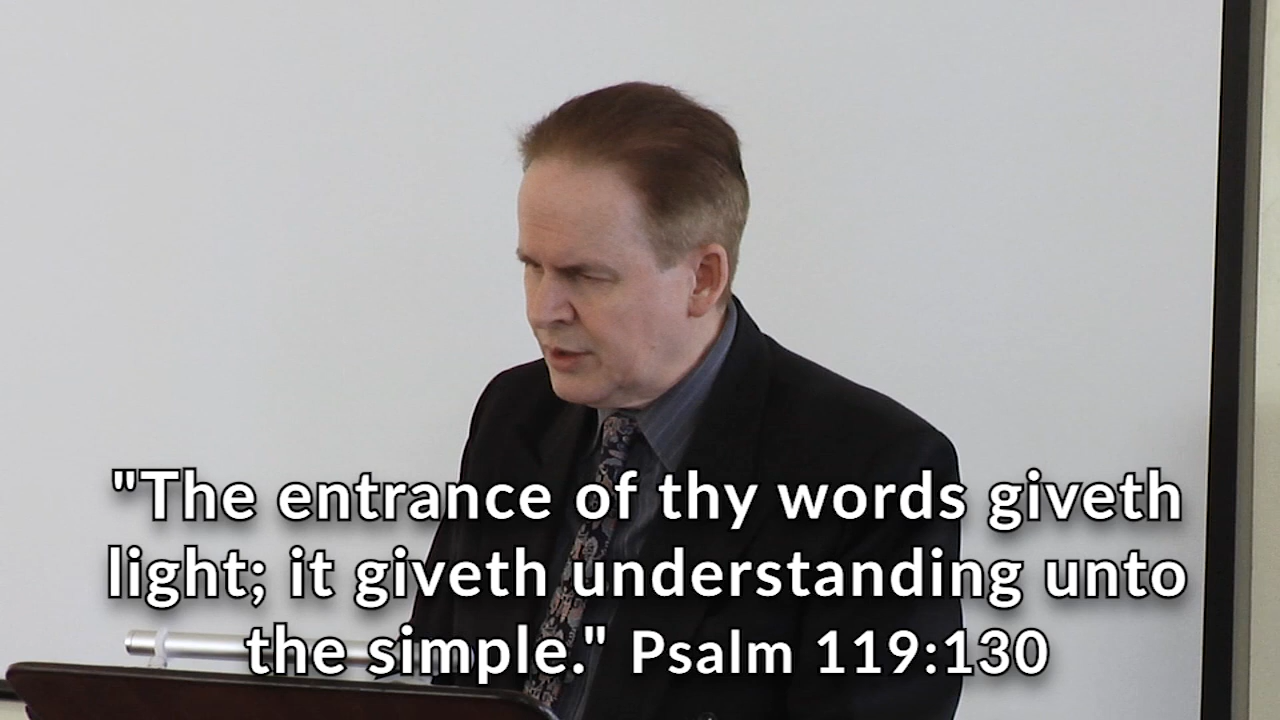 "The entrance of thy words giveth
light; it giveth understanding unto
the simple." Psalm 119:130